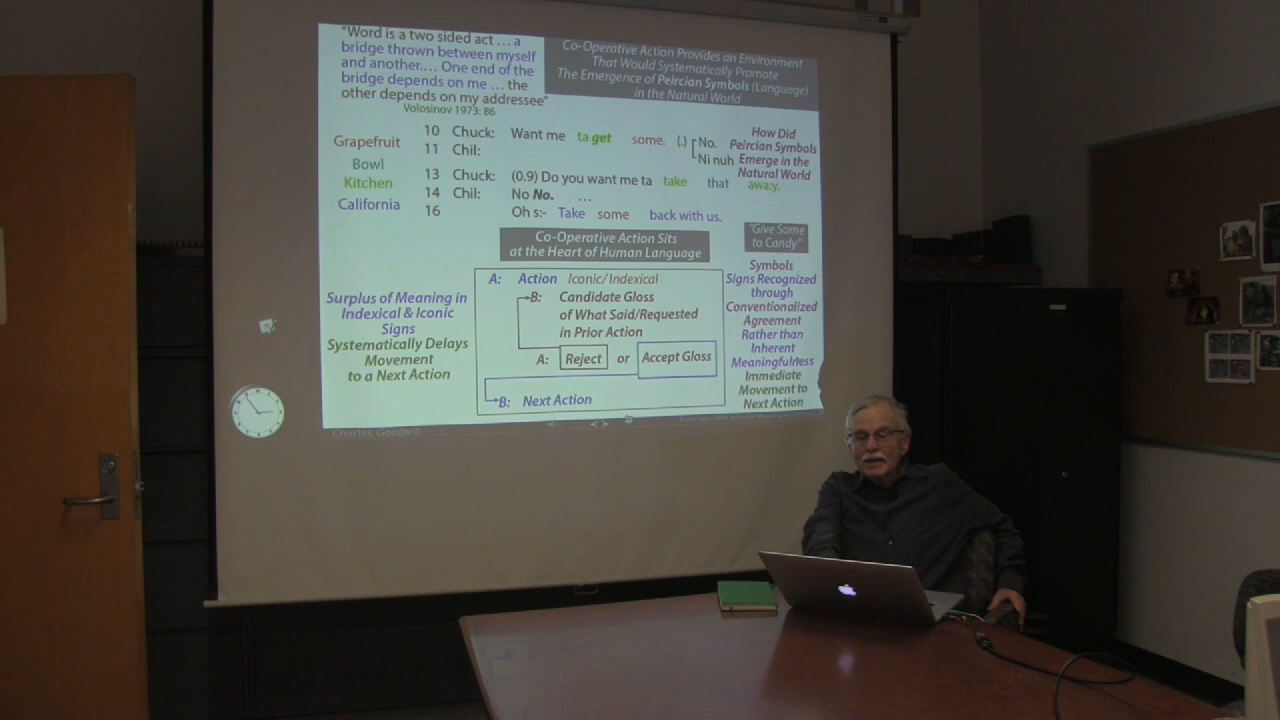 "Word is a two sided act … a
bridge thrown between myself
and another.… One end of the
bridge depends on me … the
other depends on my addressee"
Volosinov 1973: 86
Co-Operative Action Provides an Environment
That Would Systematically Promote
The Emergence of Peircian Symbols (Language)
in the Natural World
Grapefruit
Bowl
Kitchen
California
10 Chuck: Want me ta get some. (.) [No.
11 Chil: Ni nuh
13 Chuck: (0.9) Do you want me ta take that awa:y.
14 Chil: No No. …
16 Oh s:- Take some back with us.
How Did
Peircian Symbols
Emerge in the
Natural World
Co-Operative Action Sits
at the Heart of Human Language
"Give Some
to Candy"
Surplus of Meaning in
Indexical & Iconic
Signs
Systematically Delays
Movement
to a Next Action
A: Action Iconic/Indexical
B: Candidate Gloss
of What Said/Requested
in Prior Action
A: Reject or Accept Gloss
B: Next Action
Symbols
Signs Recognized
through
Conventionalized
Agreement
Rather than
Inherent
Meaningfulness
Immediate
Movement to
Next Action
Charles Goodwin